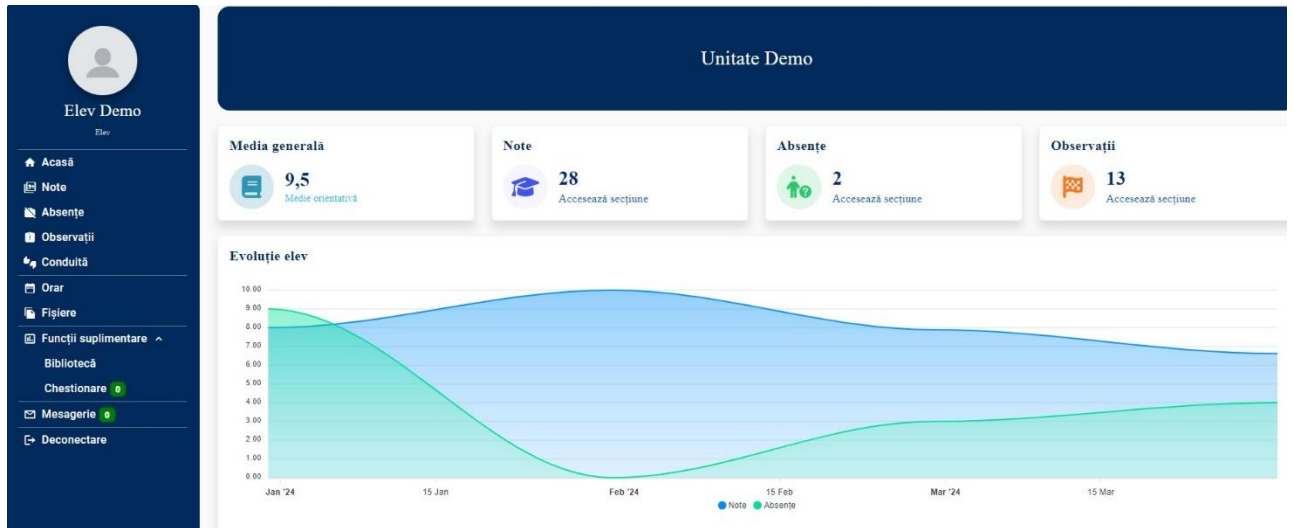 Elev Demo
Elev
Acasă
Note
Absențe
Observații
Conduită
Orar
Fișiere
Funcții suplimentare
Bibliotecă
Chestionare 0
Mesagerie 0
Deconectare
Unitate Demo
Media generală
9,5
Medie orientativă
Note
28
Accesează secțiune
Absențe
2
Accesează secțiune
Observații
13
Accesează secțiune
Evoluție elev
10.00
9.00
8.00
7.00
6.00
5.00
4.00
3.00
2.00
1.00
0.00
Jan '24 15 Jan Feb '24 15 Feb Mar '24 15 Mar
Note Absențe